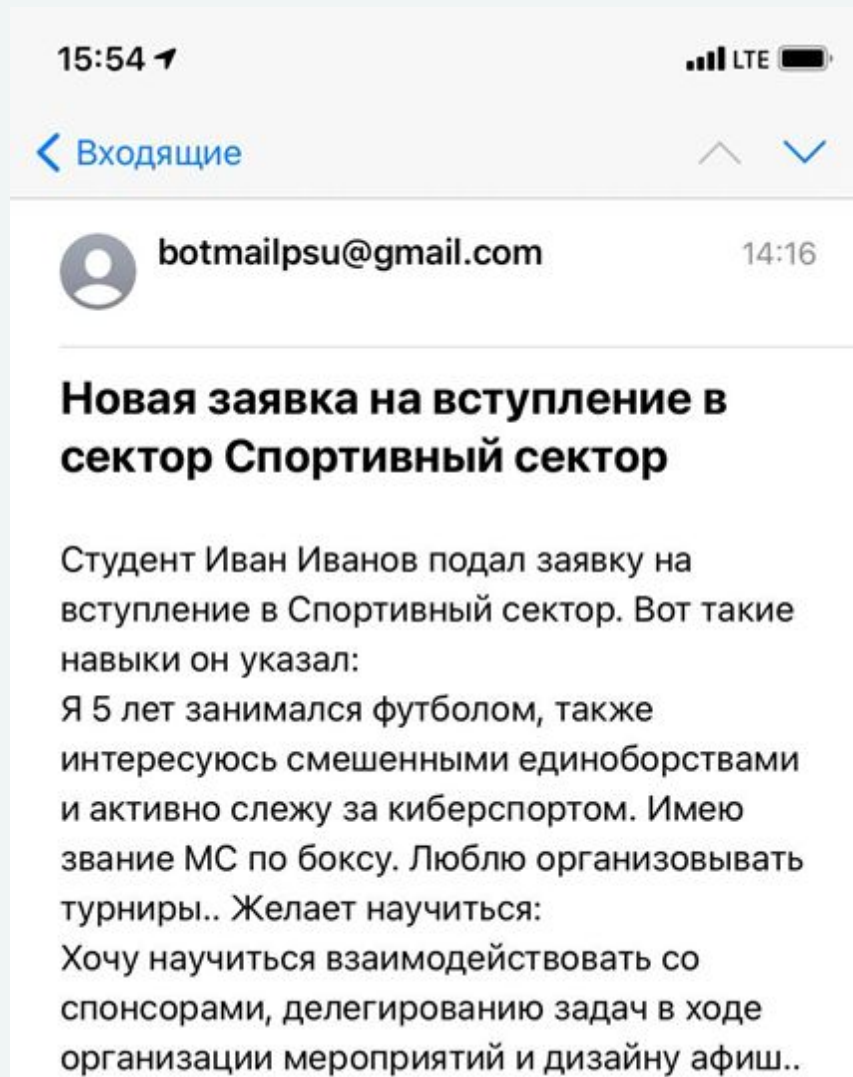 15:54
LTE
Входящие
botmailpsu@gmail.com 14:16
Новая заявка на вступление в
сектор Спортивный сектор
Студент Иван Иванов подал заявку на
вступление в Спортивный сектор. Вот такие
навыки он указал:
Я 5 лет занимался футболом, также
интересуюсь смешенными единоборствами
и активно слежу за киберспортом. Имею
звание МС по боксу. Люблю организовывать
турниры.. Желает научиться:
Хочу научиться взаимодействовать со
спонсорами, делегированию задач в ходе
организации мероприятий и дизайну афиш..